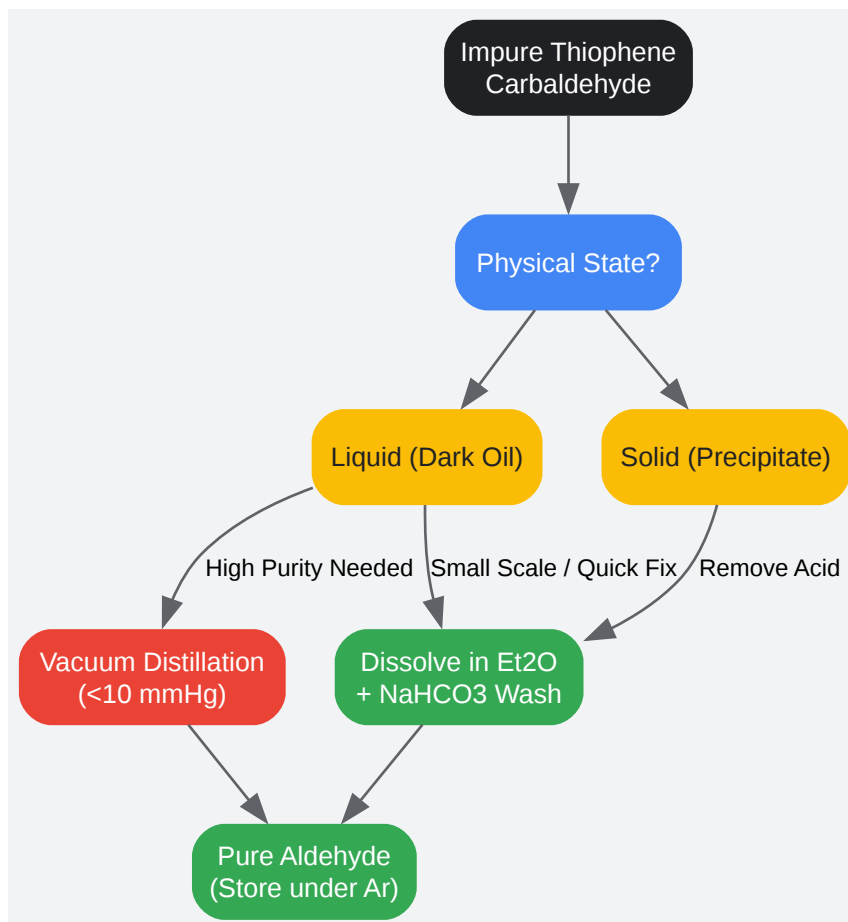 Impure Thiophene
Carbaldehyde
Physical State?
Liquid (Dark Oil)
Solid (Precipitate)
High Purity Needed
Small Scale / Quick Fix
Remove Acid
Vacuum Distillation
(<10 mmHg)
Dissolve in Et2O
+ NaHCO3 Wash
Pure Aldehyde
(Store under Ar)